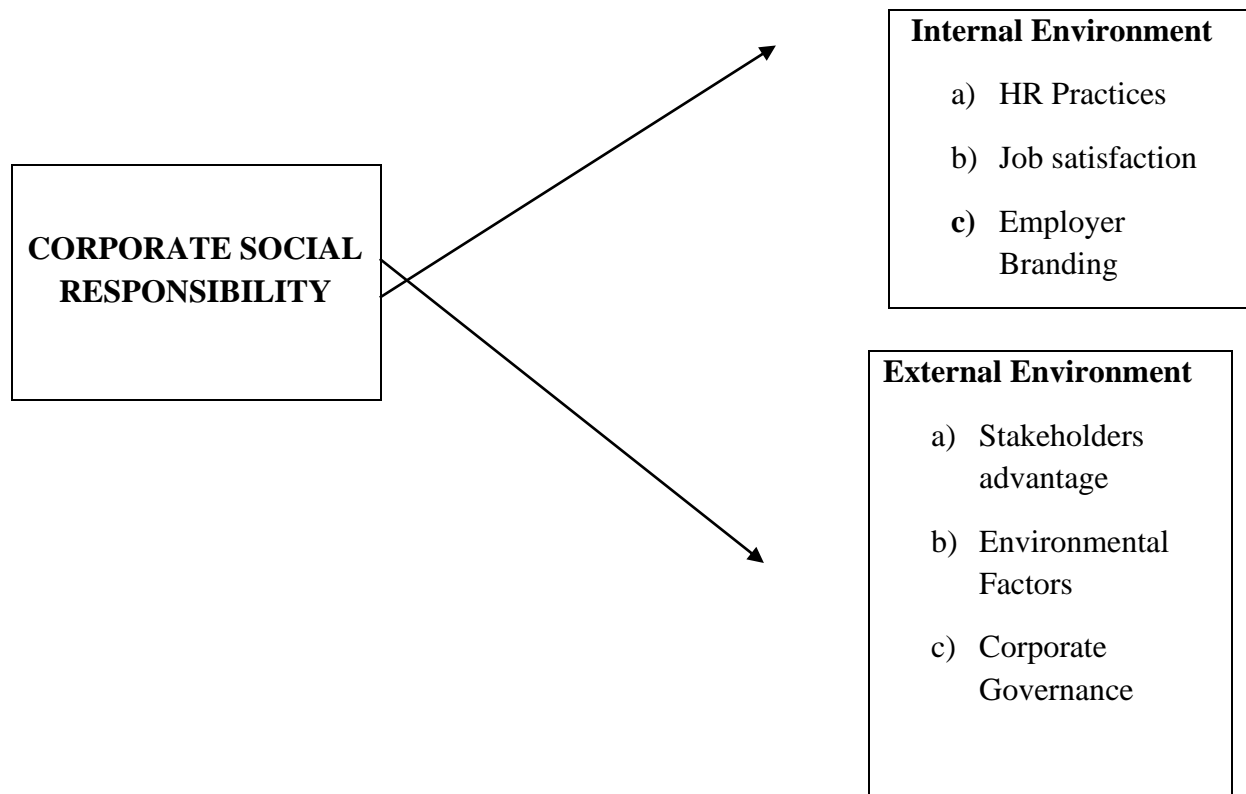 CORPORATE SOCIAL
RESPONSIBILITY
Internal Environment
a) HR Practices
b) Job satisfaction
c) Employer
Branding
External Environment
a) Stakeholders
advantage
b) Environmental
Factors
c) Corporate
Governance